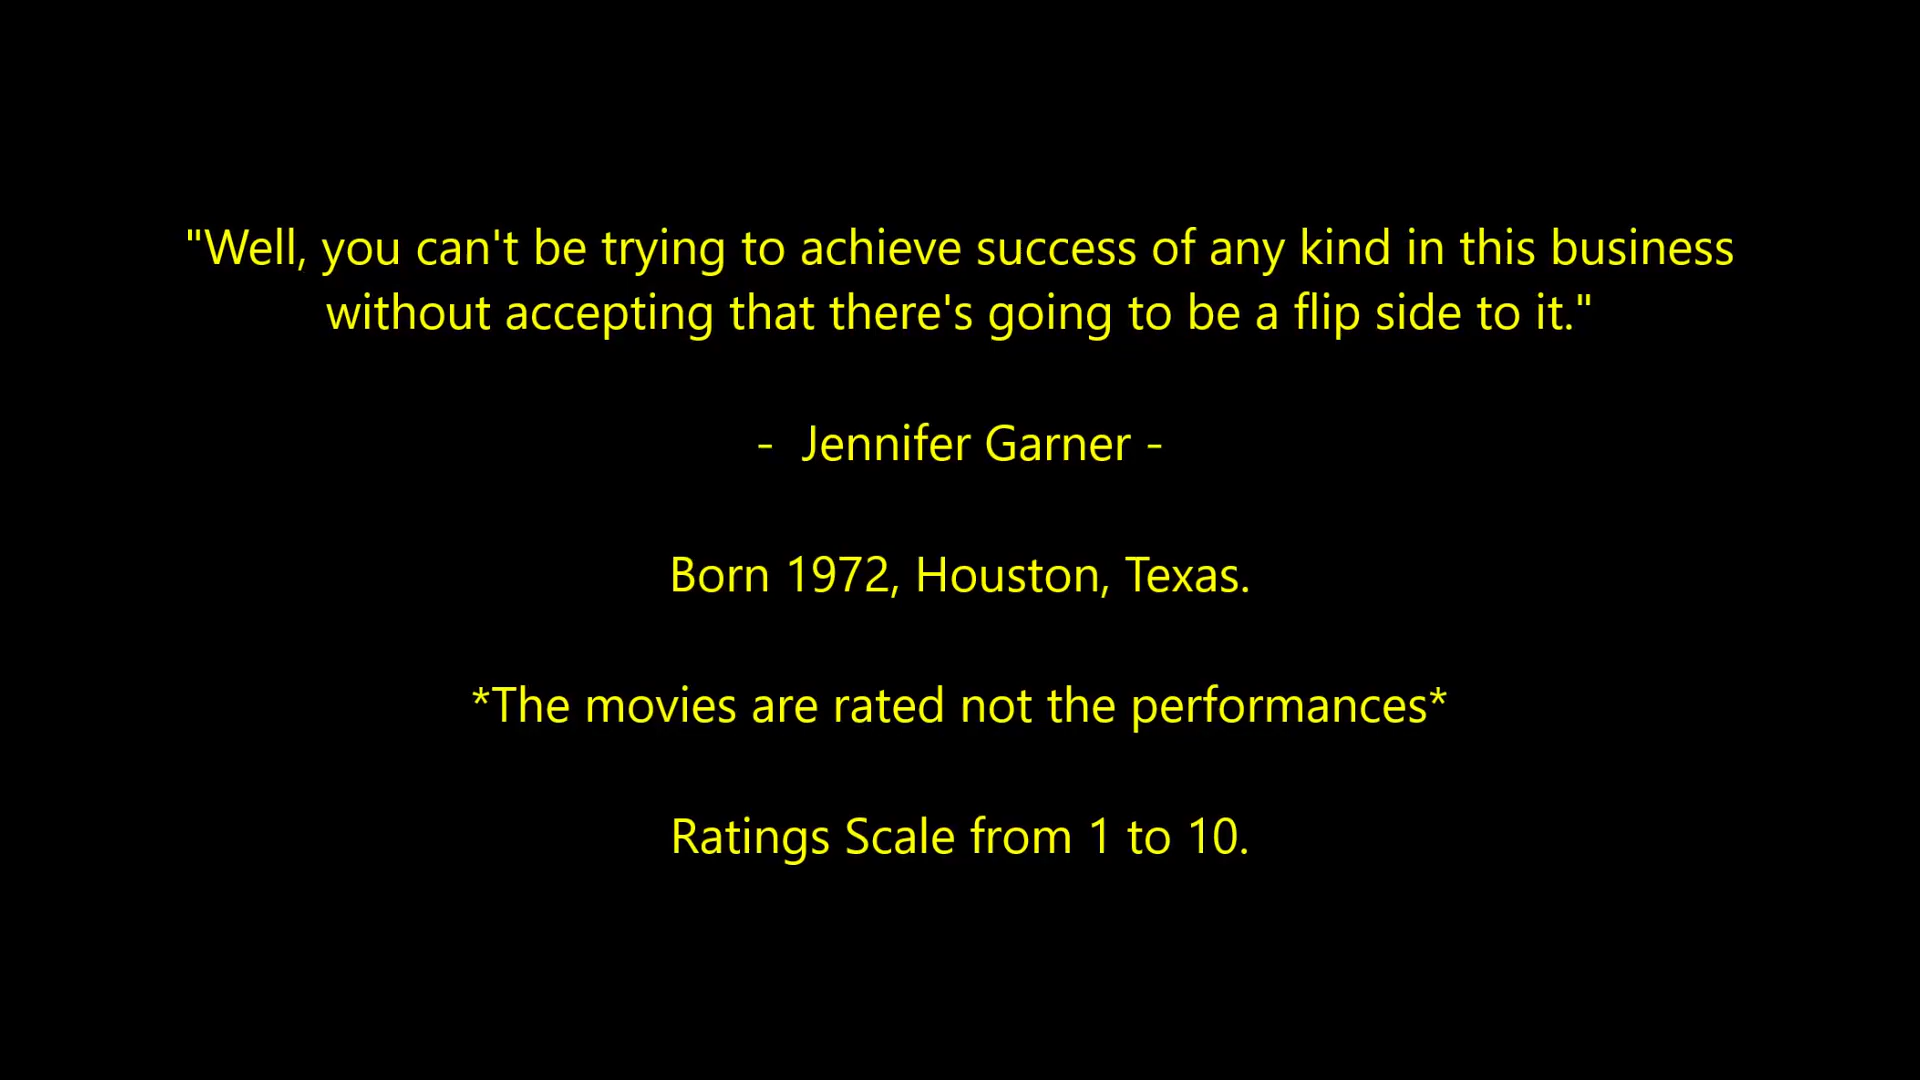 "Well, you can't be trying to achieve success of any kind in this business
without accepting that there's going to be a flip side to it."
-  Jennifer Garner -
Born 1972, Houston, Texas.
*The movies are rated not the performances*
Ratings Scale from 1 to 10.